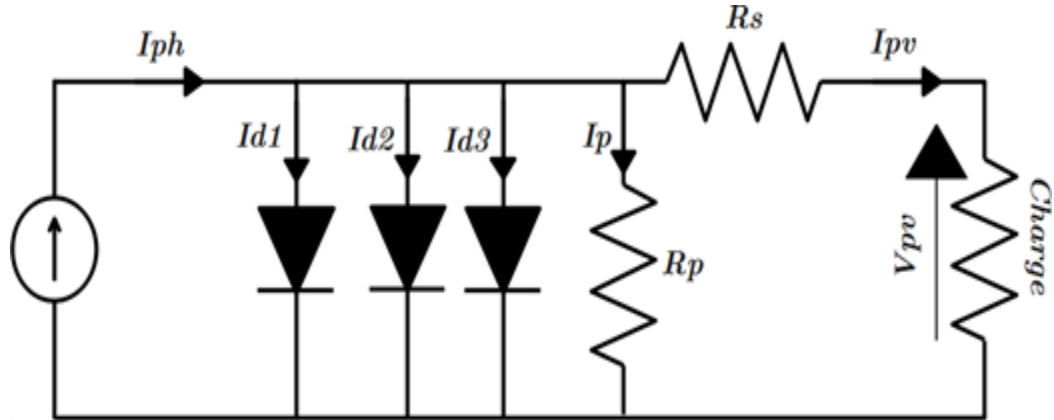 Iph
Rs
Ipv
Id1
Id2
Id3
Ip
Rp
Vpv
Charge